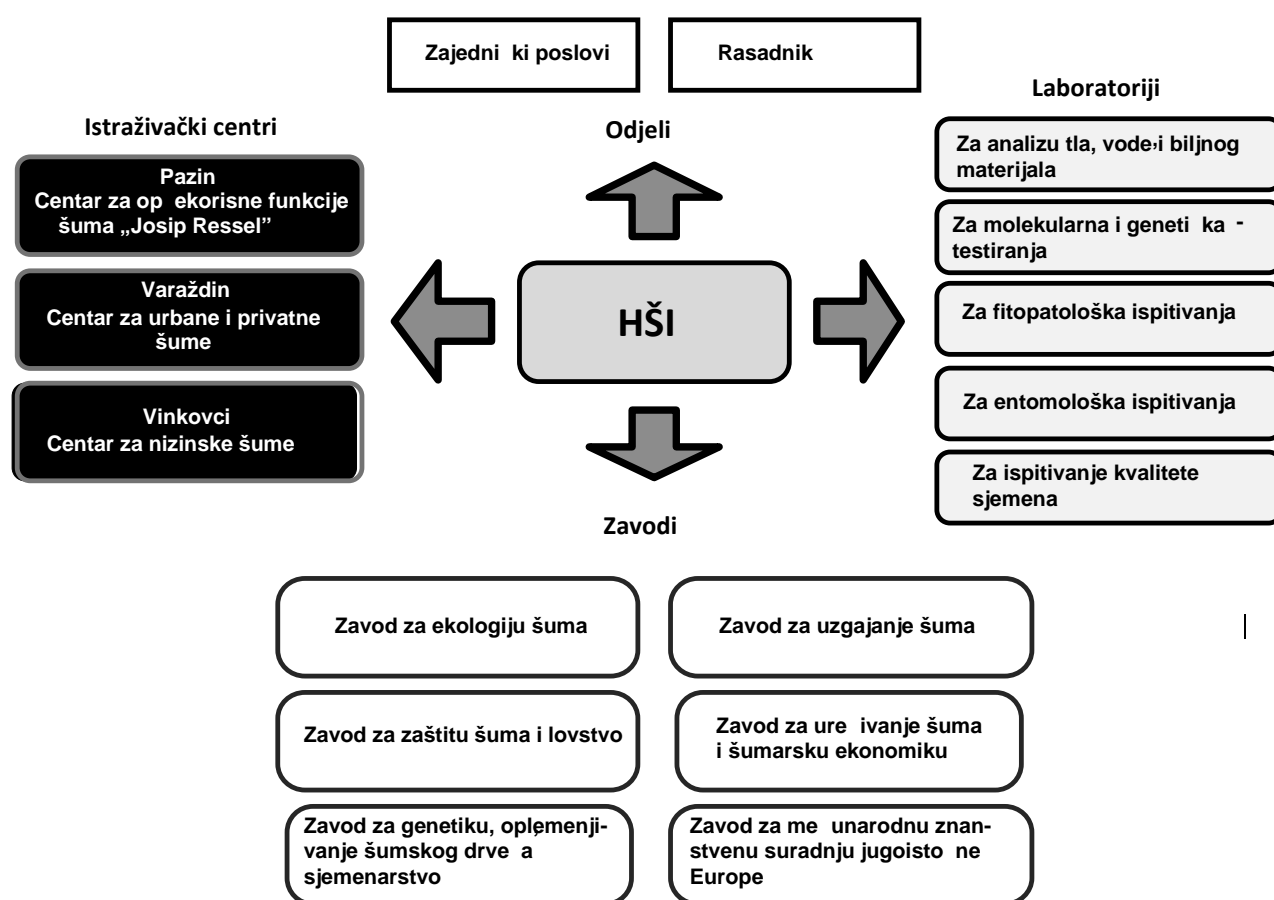 Zajedni ki poslovi
Rasadnik
Laboratoriji
Istraživački centri
Odjeli
Pazin
Centar za op ekorisne funkcije
šuma „Josip Ressel”
Varaždin
Centar za urbane i privatne
šume
Vinkovci
Centar za nizinske šume
HŠI
Za analizu tla, vode,i biljnog
materijala
Za molekularna i geneti ka -
testiranja
Za fitopatološka ispitivanja
Za entomološka ispitivanja
Za ispitivanje kvalitete
sjemena
Zavodi
Zavod za ekologiju šuma
Zavod za uzgajanje šuma
Zavod za zaštitu šuma i lovstvo
Zavod za ure ivanje šuma
i šumarsku ekonomiku
Zavod za genetiku, oplemenji-
vanje šumskog drve a
sjemenarstvo
Zavod za me unarodnu znan-
stvenu suradnju jugoisto ne
Europe